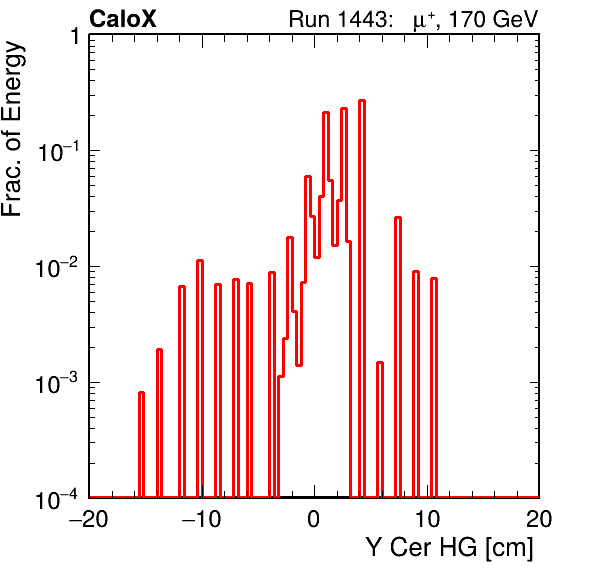 CaloX Run 1443: μ⁺, 170 GeV
Frac. of Energy
1
10⁻¹
10⁻²
10⁻³
10⁻⁴
−20 −10 0 10 20
Y Cer HG [cm]